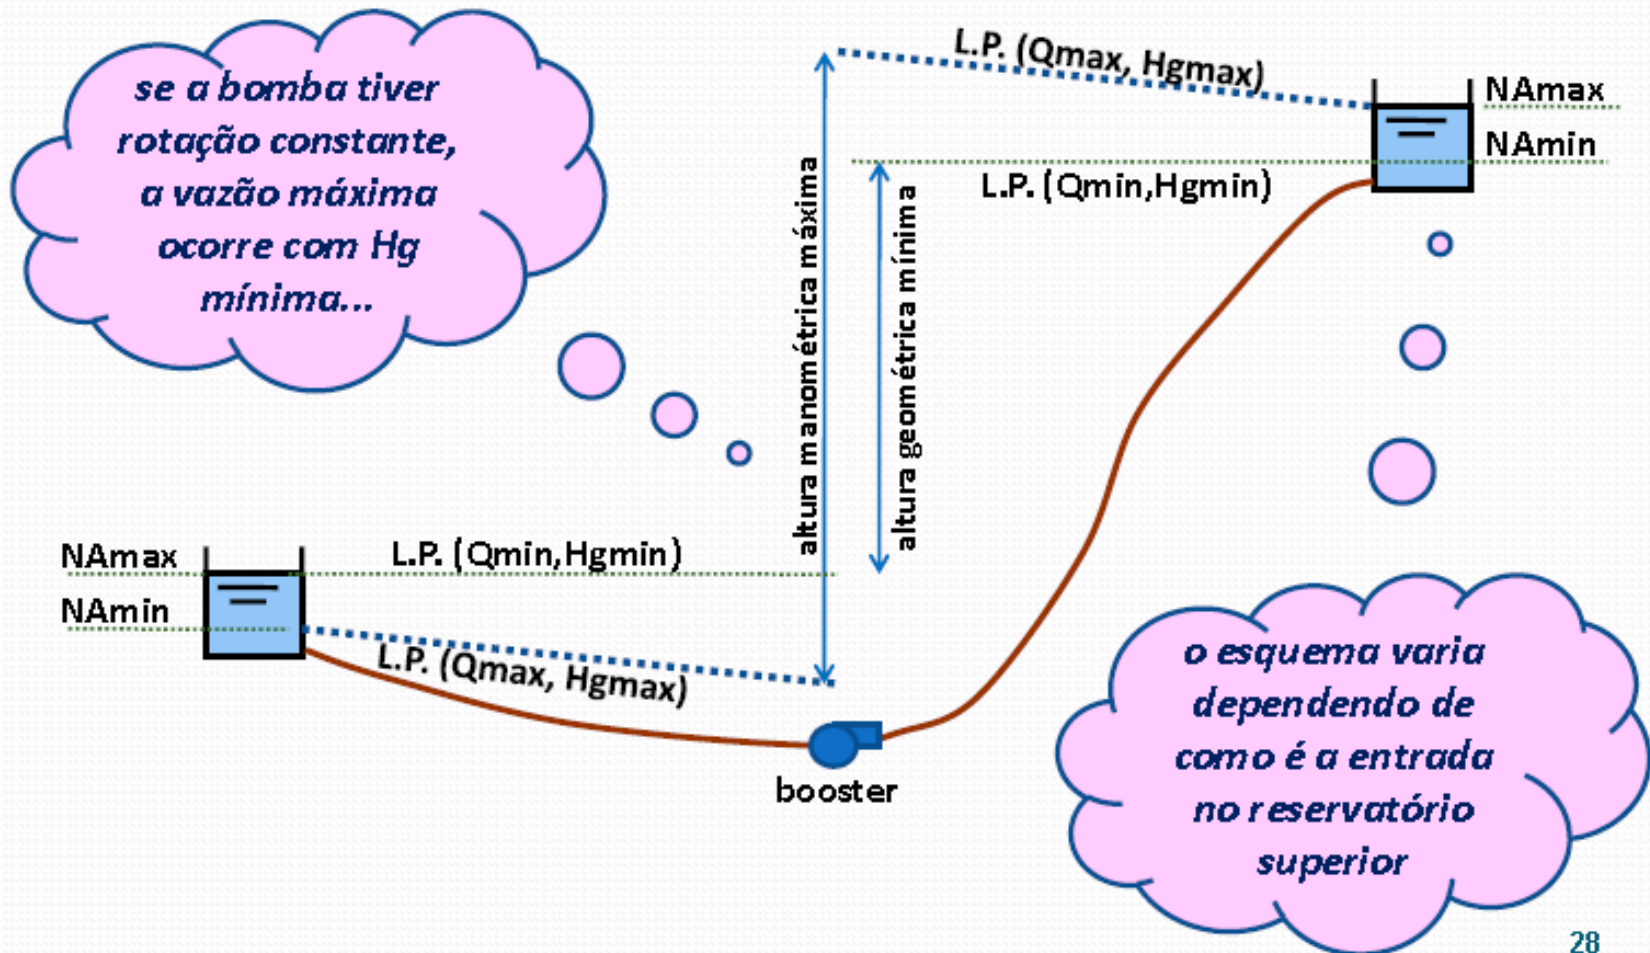 se a bomba tiver
rotação constante,
a vazão máxima
ocorre com Hg
mínima...
L.P. (Qmax, Hgmax)
NAmax
NAmin
L.P. (Qmin,Hgmin)
altura manométrica máxima
altura geométrica mínima
NAmax
L.P. (Qmin,Hgmin)
NAmin
L.P. (Qmax, Hgmax)
booster
o esquema varia
dependendo de
como é a entrada
no reservatório
superior
28